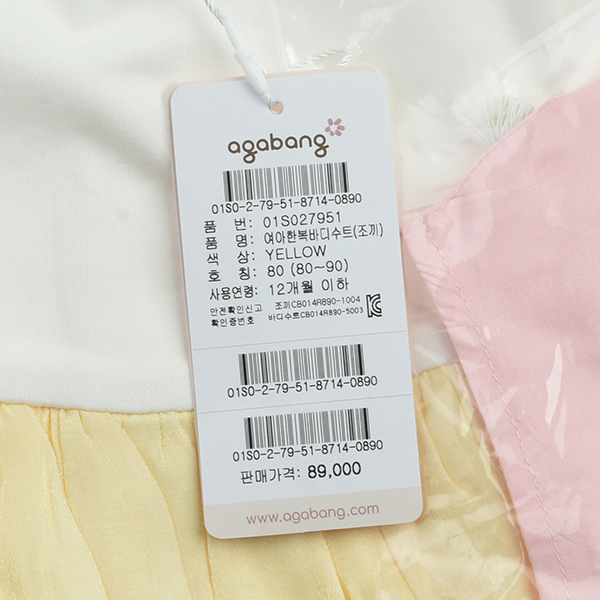 agabang
01S0-2-79-51-8714-0890
품 번: 01S027951
품 명: 여아한복바디수트(조끼)
색 상: YELLOW
호 칭: 80 (80~90)
사용연령: 12개월 이하
안전확인신고 조끼CB014R890-1004
확인증번호 바디수트CB014R890-5003
01S0-2-79-51-8714-0890
01S0-2-79-51-8714-0890
판매가격: 89,000
www.agabang.com